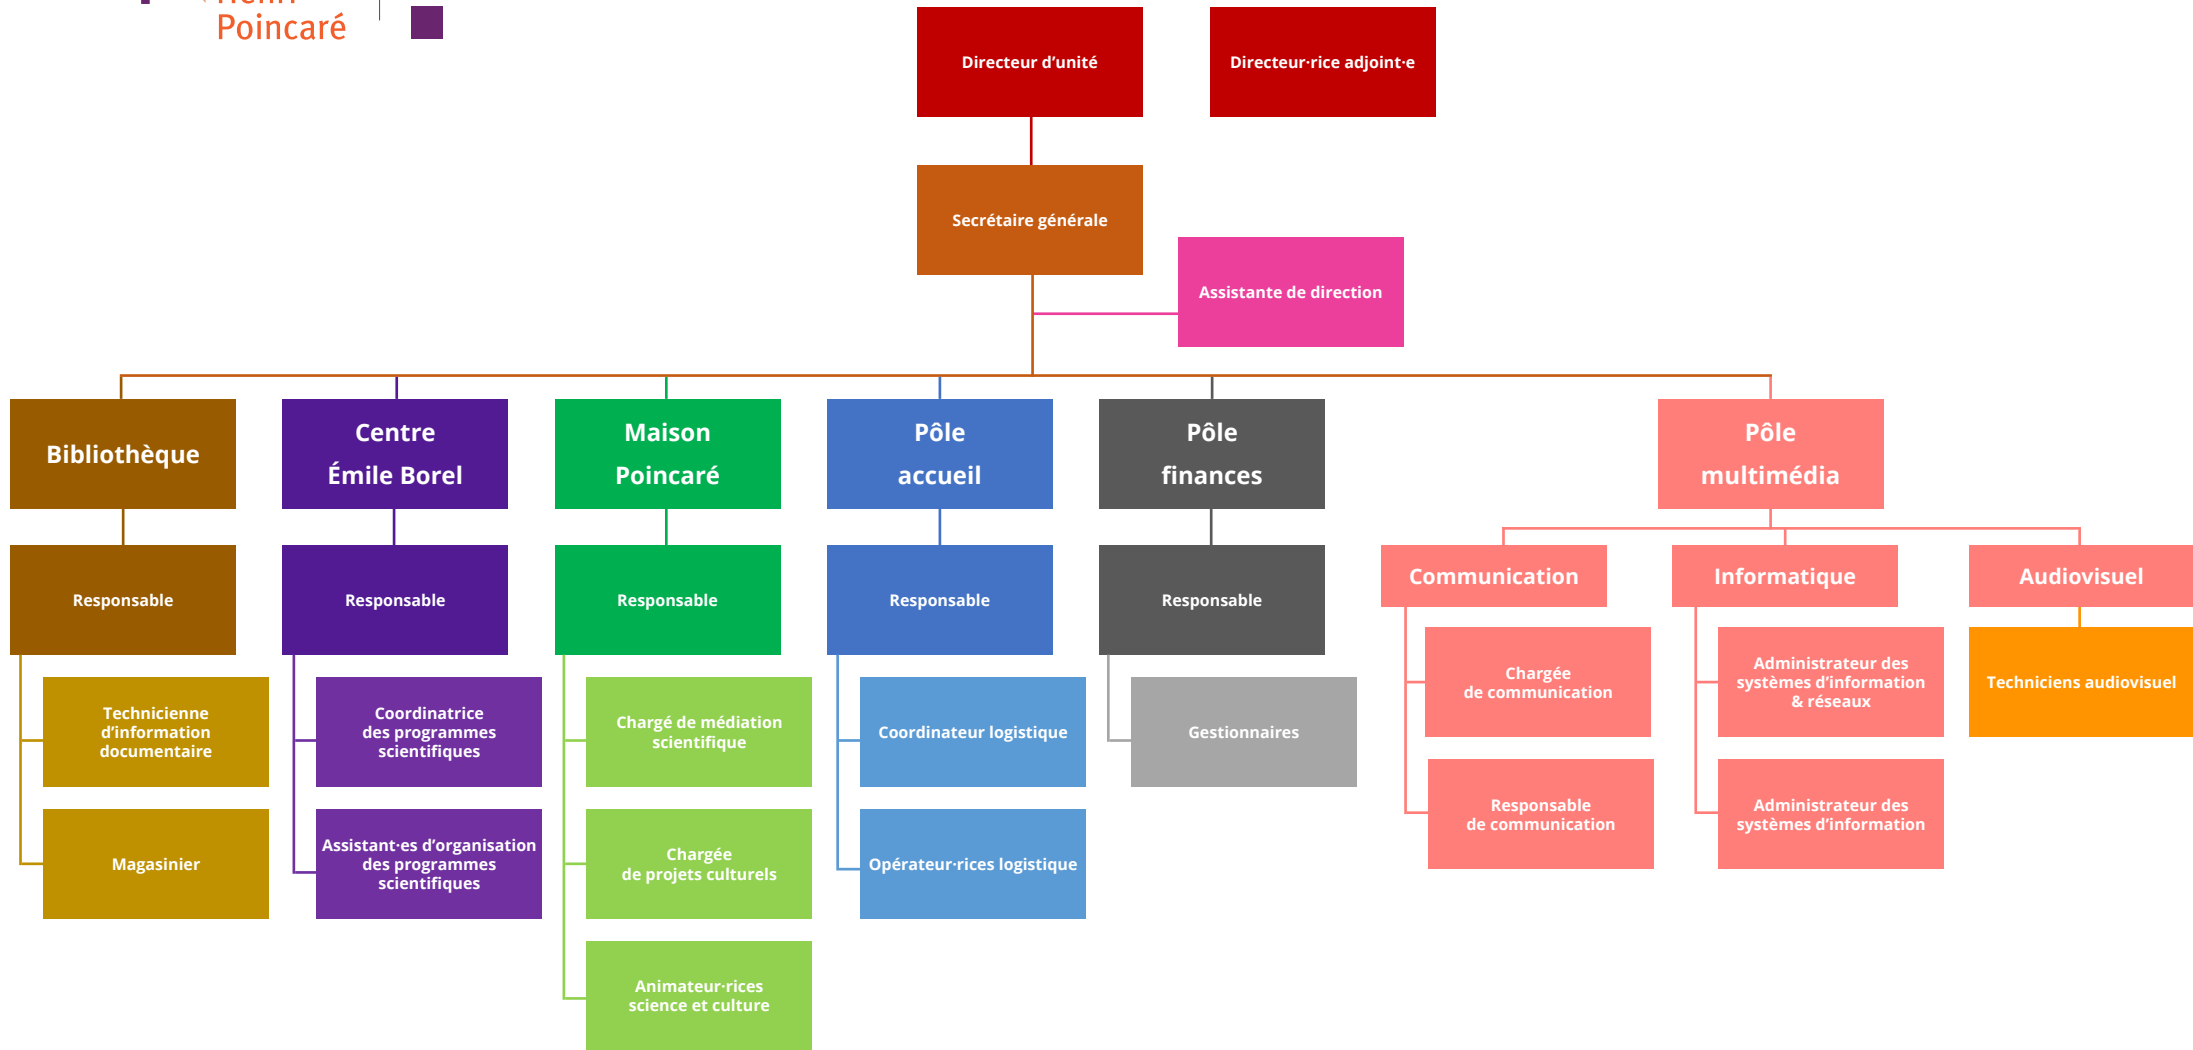 Henri
Poincaré
Directeur d'unité
Directeur·rice adjoint·e
Secrétaire générale
Assistante de direction
Bibliothèque
Centre
Émile Borel
Maison
Poincaré
Pôle
accueil
Pôle
finances
Pôle
multimédia
Responsable
Responsable
Responsable
Responsable
Responsable
Communication
Informatique
Audiovisuel
Technicienne
d'information
documentaire
Coordinatrice
des programmes
scientifiques
Chargé de médiation
scientifique
Coordinateur logistique
Gestionnaires
Chargée
de communication
Administrateur des
systèmes d'information
& réseaux
Techniciens audiovisuel
Magasinier
Assistant·es d'organisation
des programmes
scientifiques
Chargée
de projets culturels
Opérateur·rices logistique
Responsable
de communication
Administrateur des
systèmes d'information
Animateur·rices
science et culture